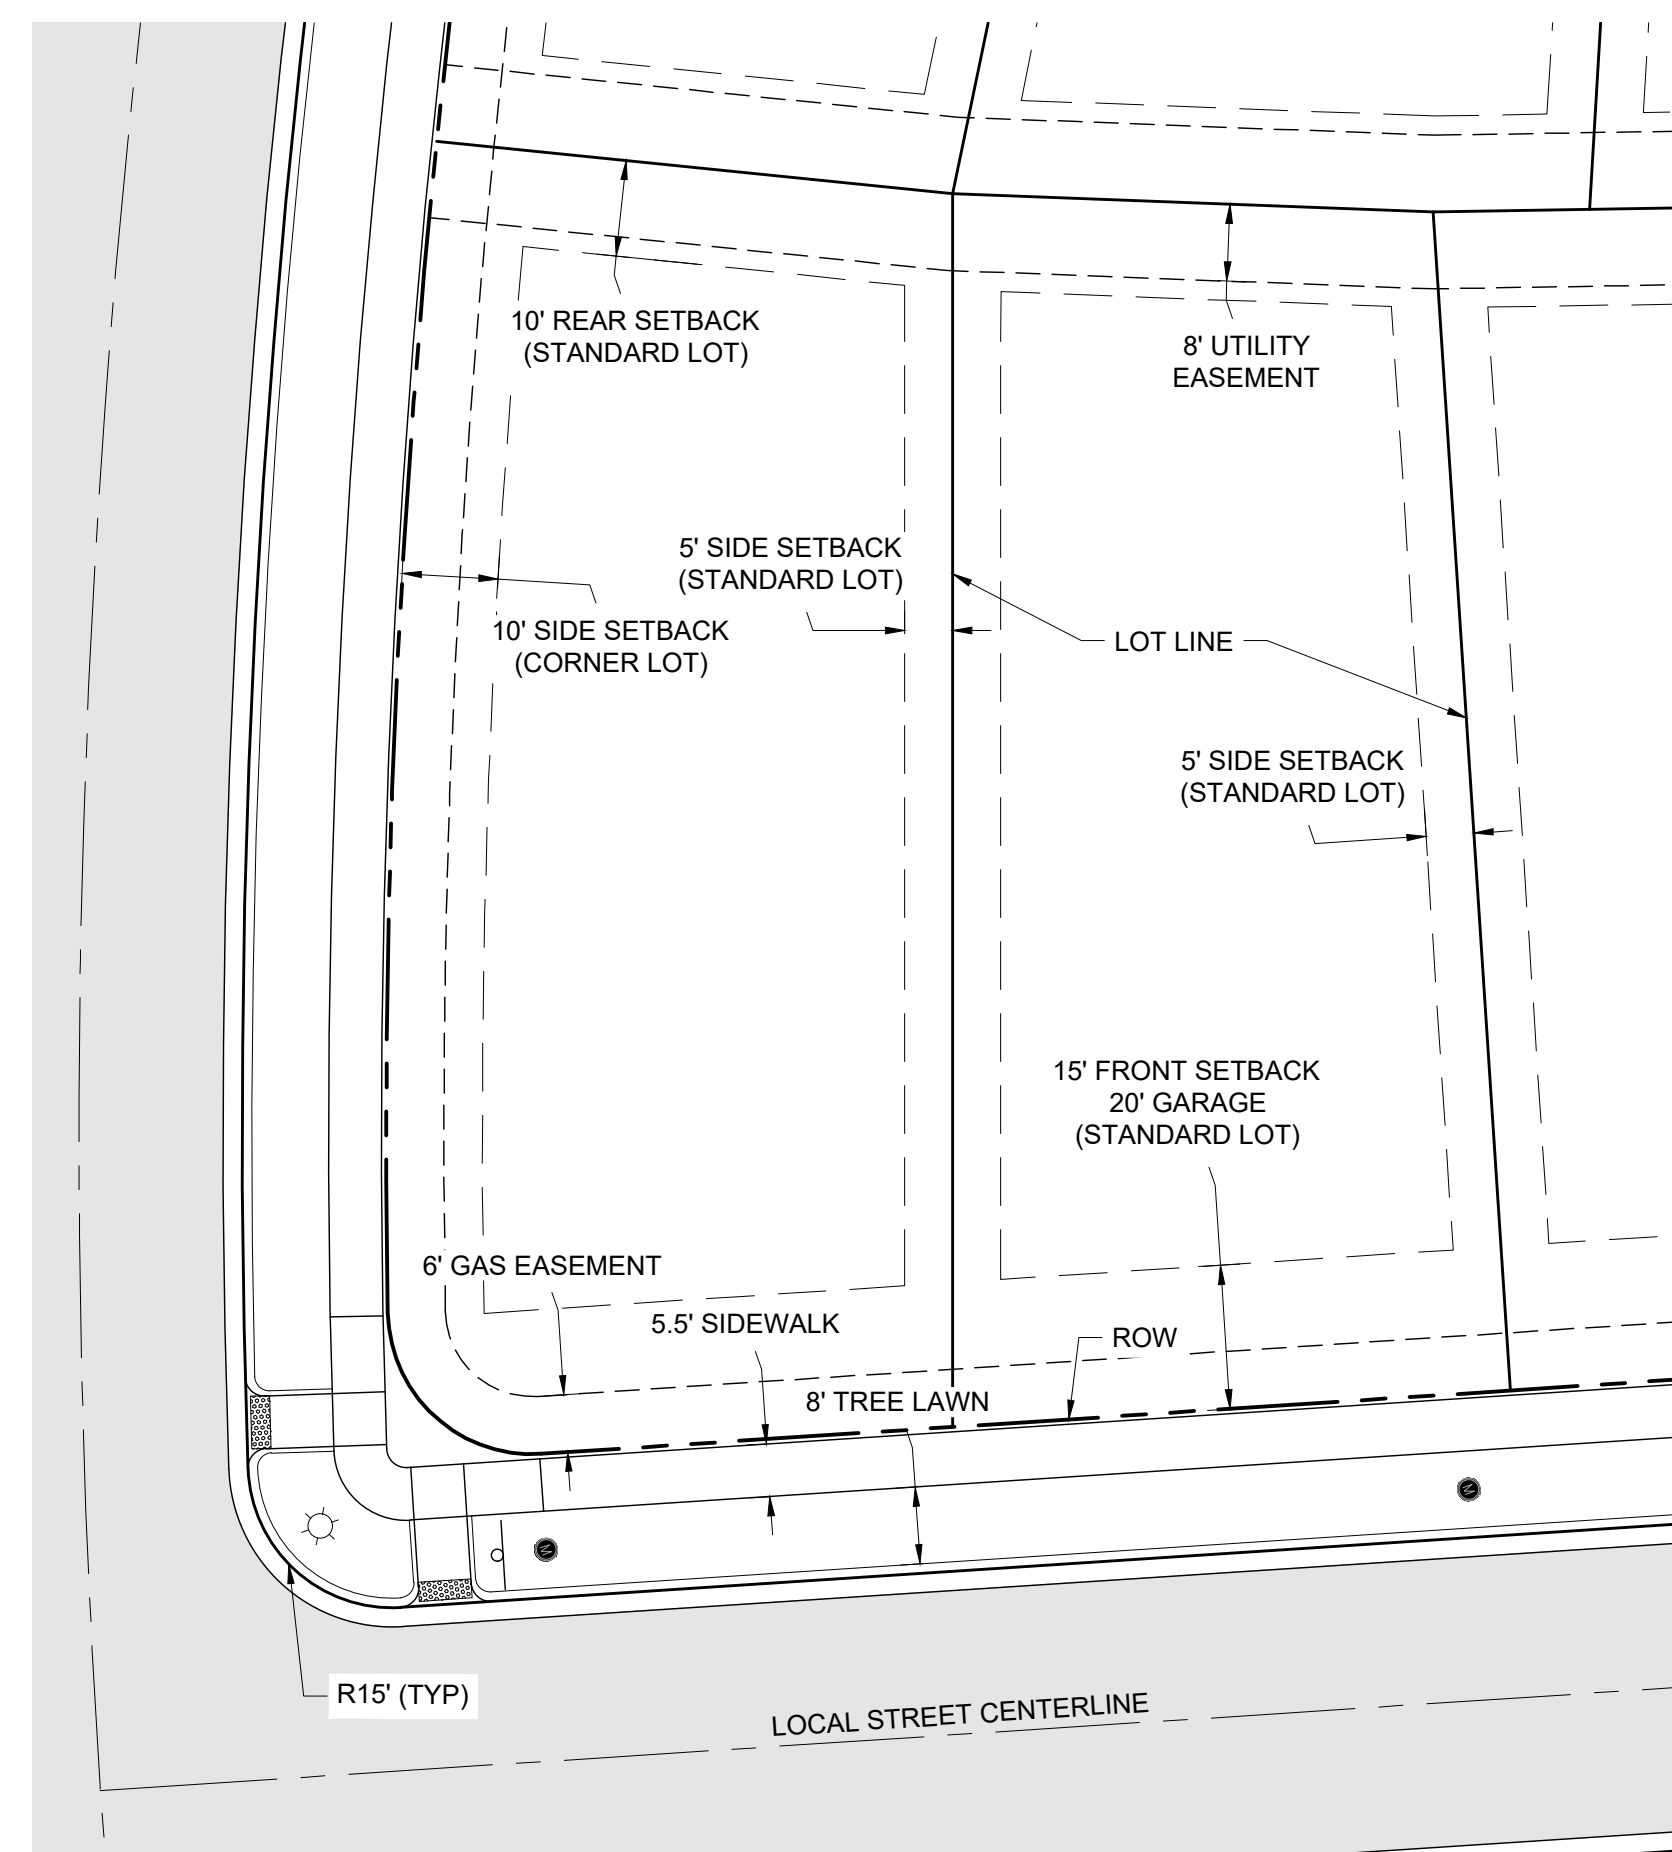 10' REAR SETBACK
(STANDARD LOT)
8' UTILITY
EASEMENT
5' SIDE SETBACK
(STANDARD LOT)
10' SIDE SETBACK
(CORNER LOT)
LOT LINE
5' SIDE SETBACK
(STANDARD LOT)
15' FRONT SETBACK
20' GARAGE
(STANDARD LOT)
6' GAS EASEMENT
5.5' SIDEWALK
ROW
8' TREE LAWN
M
M
R15' (TYP)
LOCAL STREET CENTERLINE